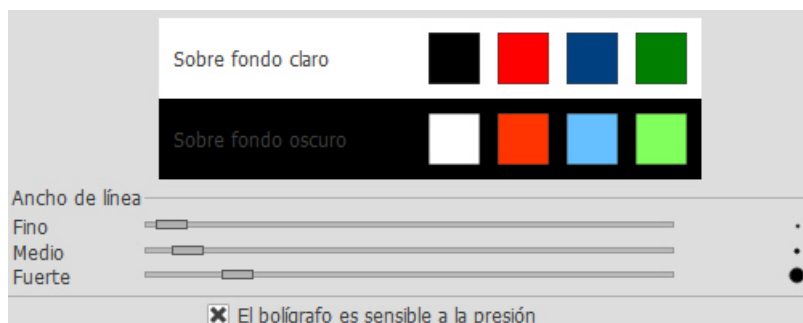 Sobre fondo claro
Sobre fondo oscuro
Ancho de línea
Fino
Medio
Fuerte
El bolígrafo es sensible a la presión